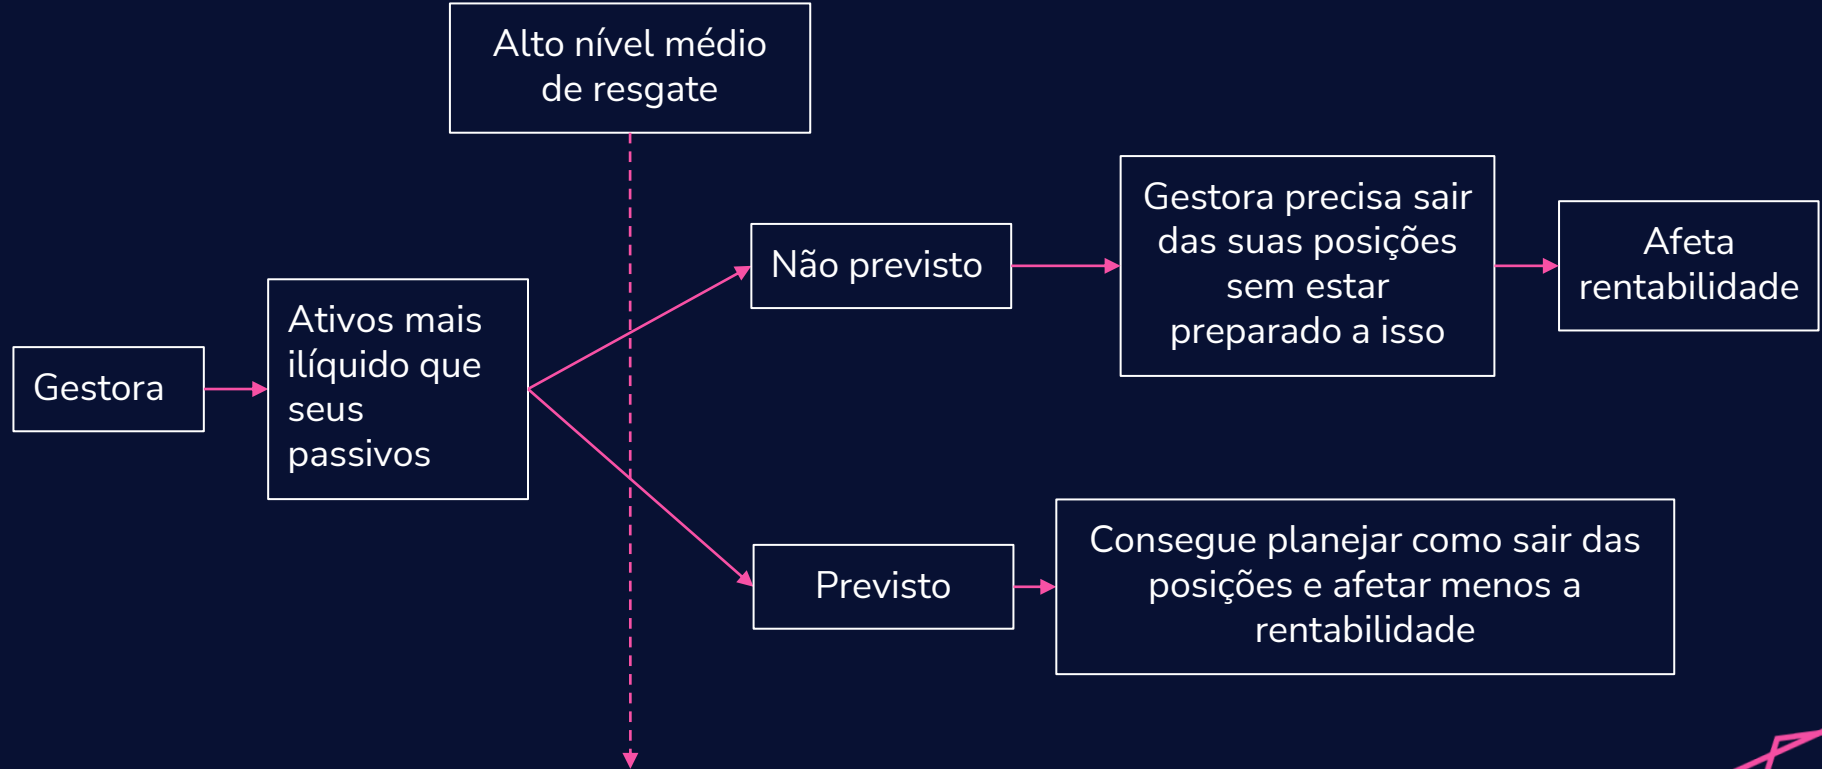 Alto nível médio
de resgate
Gestora
Ativos mais
ilíquido que
seus
passivos
Não previsto
Gestora precisa sair
das suas posições
sem estar
preparado a isso
Afeta
rentabilidade
Previsto
Consegue planejar como sair das
posições e afetar menos a
rentabilidade